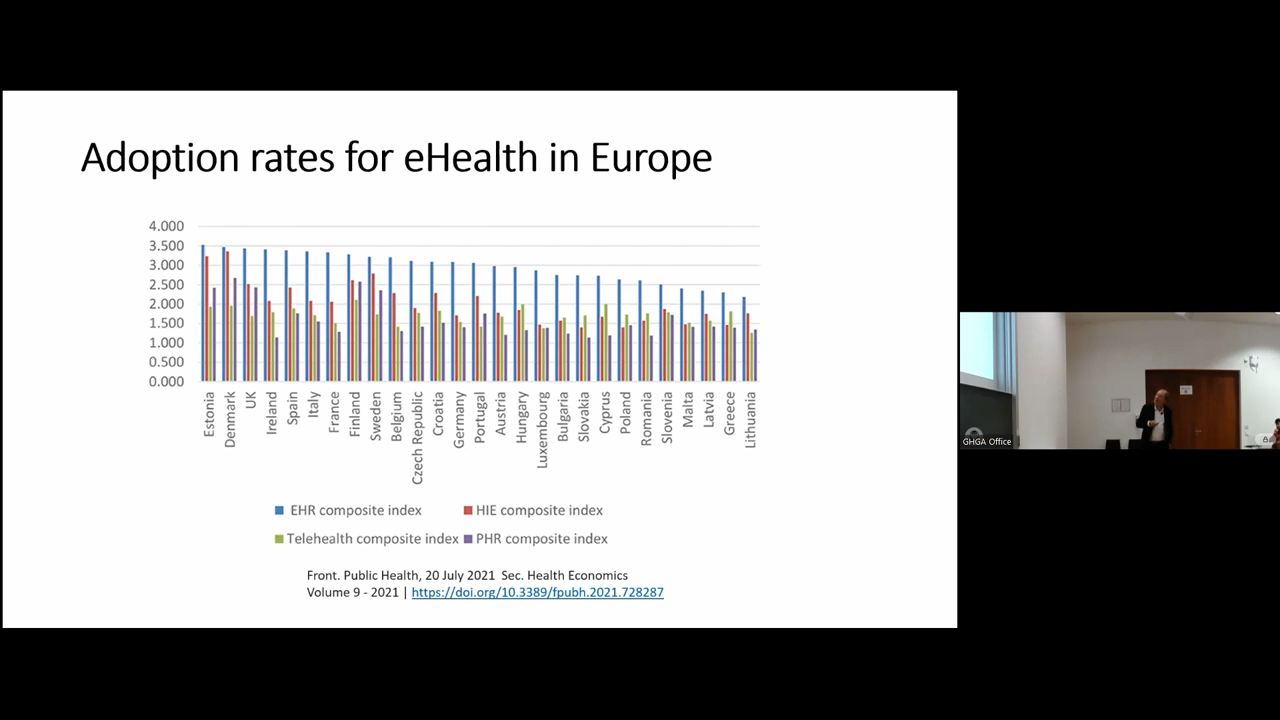 Adoption rates for eHealth in Europe
4.000
3.500
3.000
2.500
2.000
1.500
1.000
0.500
0.000
Estonia
Denmark
UK
Ireland
Spain
Italy
France
Finland
Sweden
Belgium
Czech Republic
Croatia
Germany
Portugal
Austria
Hungary
Luxembourg
Bulgaria
Slovakia
Cyprus
Poland
Romania
Slovenia
Malta
Latvia
Greece
Lithuania
EHR composite index
HIE composite index
Telehealth composite index
PHR composite index
Front. Public Health, 20 July 2021 Sec. Health Economics
Volume 9 - 2021 | https://doi.org/10.3389/fpubh.2021.728287
GHGA Office